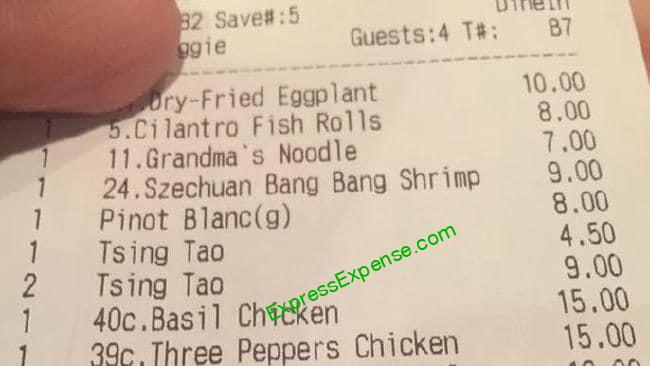 82 Save#:5 DineIn
ggie Guests:4 T#: B7
.Dry-Fried Eggplant 10.00
1 5.Cilantro Fish Rolls 8.00
1 11.Grandma's Noodle 7.00
1 24.Szechuan Bang Bang Shrimp 9.00
1 Pinot Blanc(g) 8.00
1 Tsing Tao 4.50
2 Tsing Tao 9.00
1 40c.Basil Chicken 15.00
1 39c.Three Peppers Chicken 15.00
ExpressExpense.com